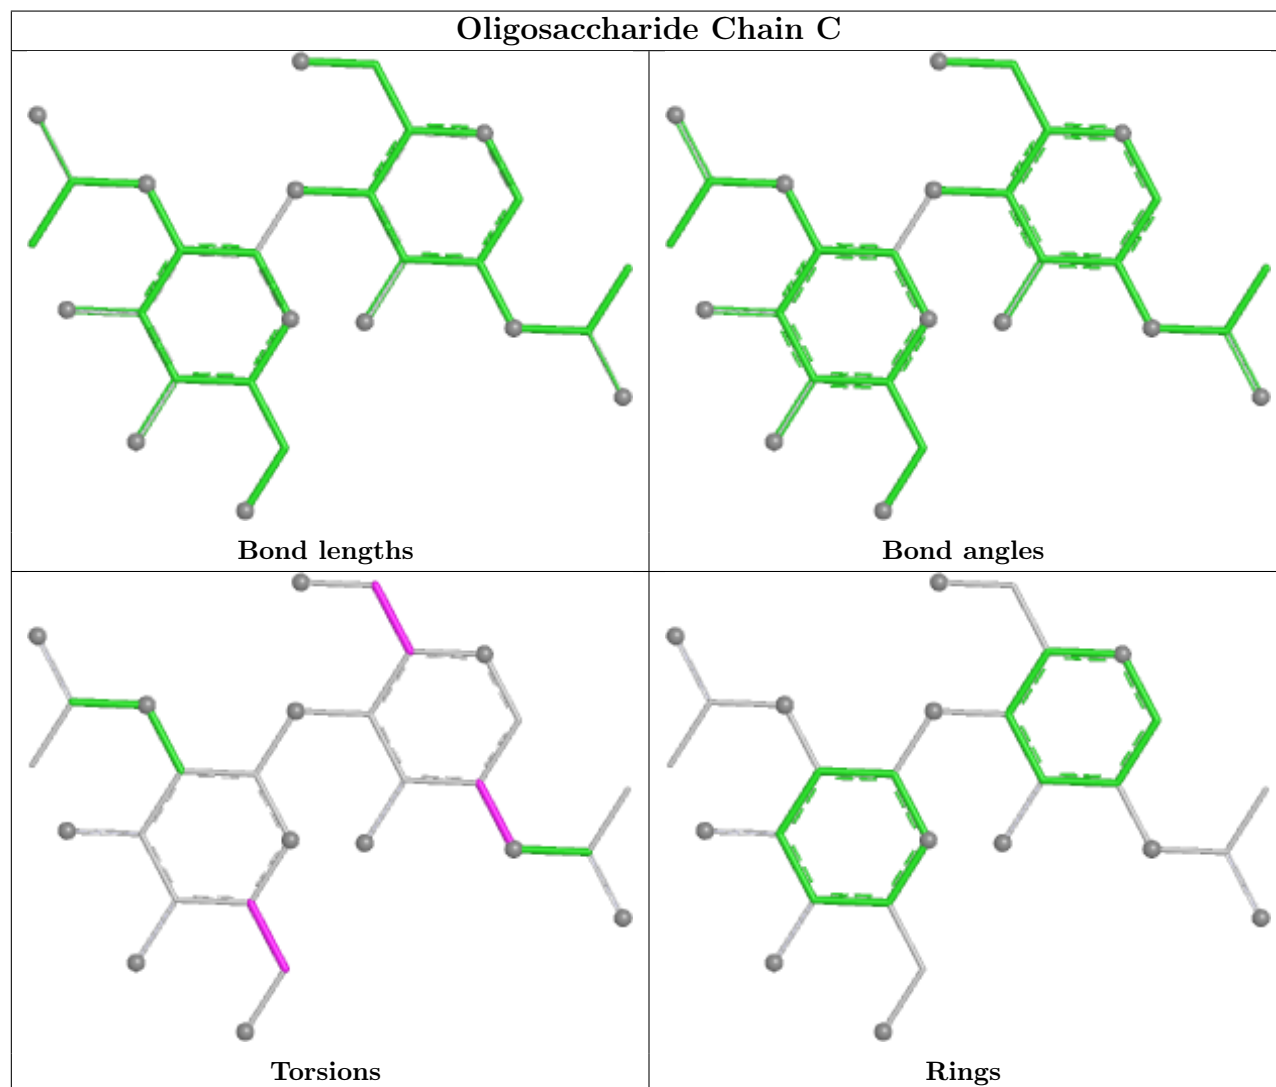 Oligosaccharide Chain C
Bond lengths
Bond angles
Torsions
Rings